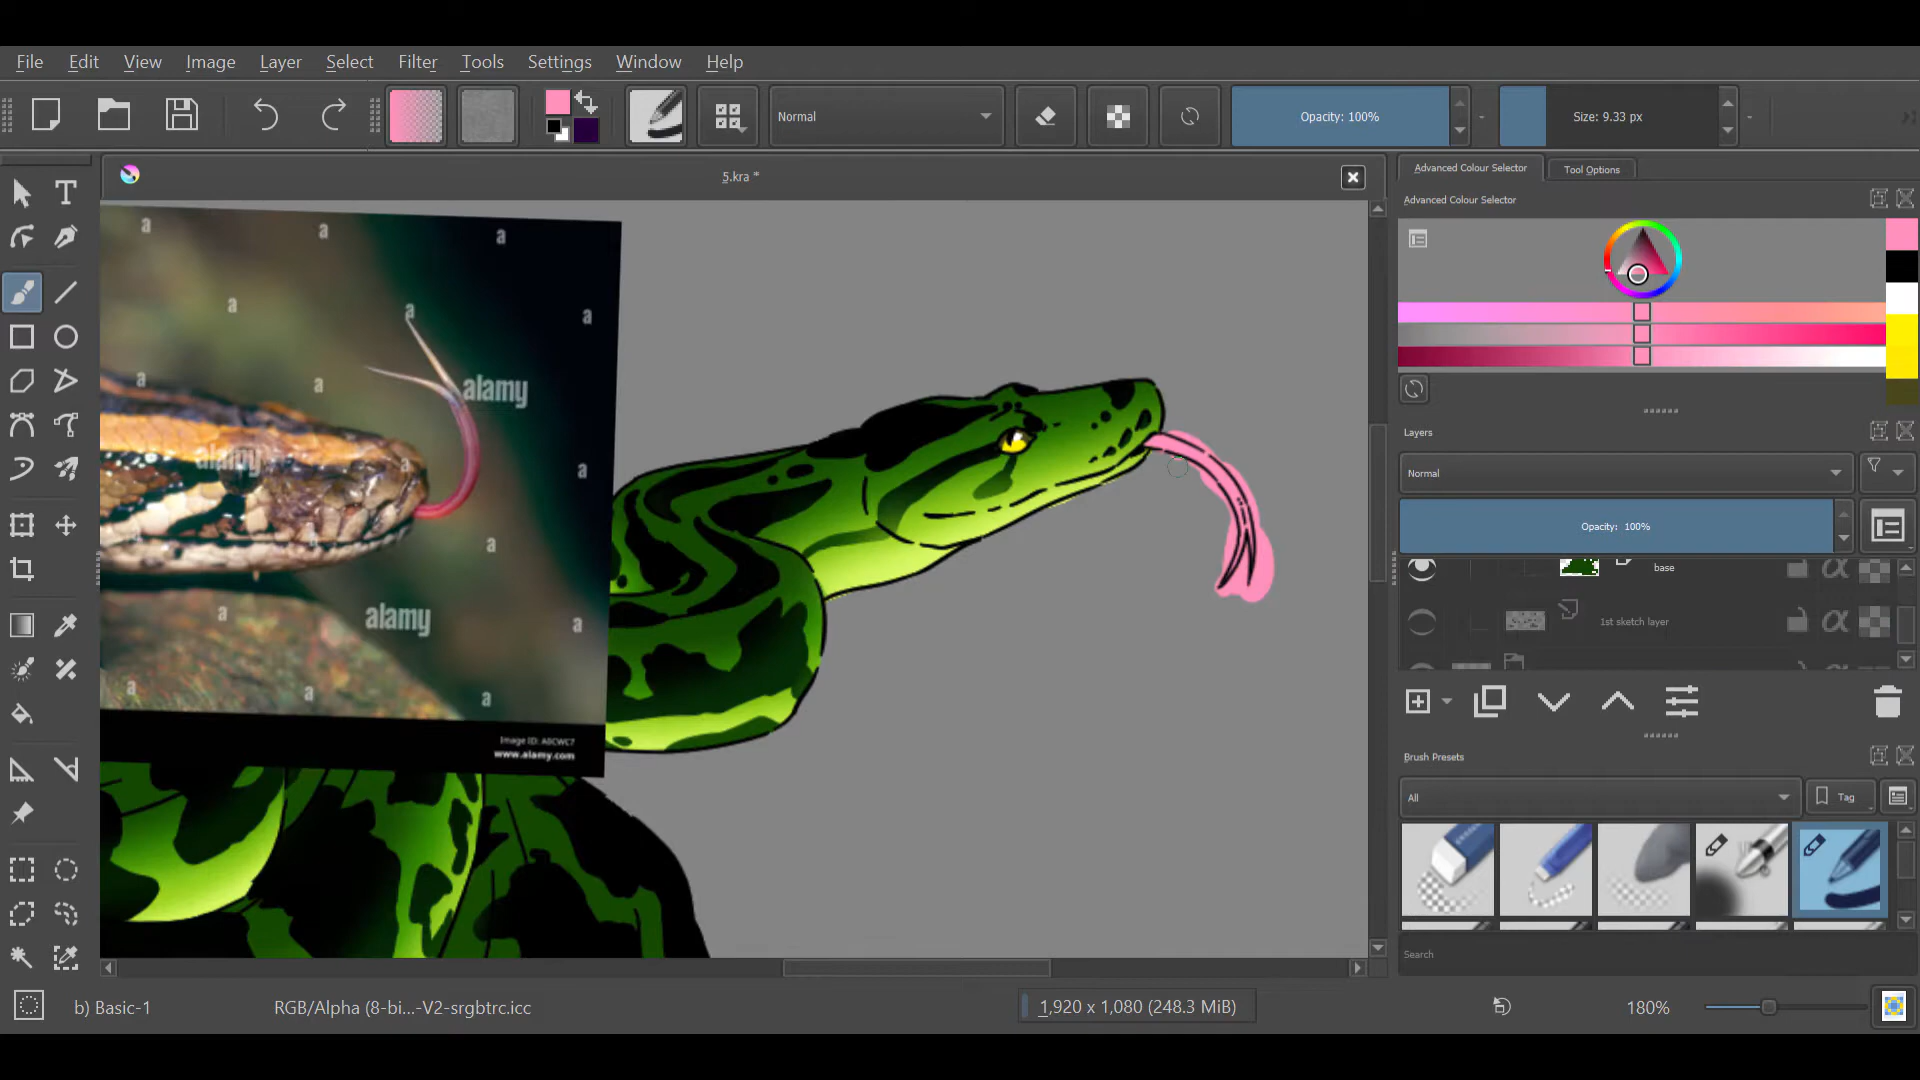 File Edit View Image Layer Select Filter Tools Settings Window Help
Normal
Opacity: 100%
Size: 9.33 px
5.kra *
Advanced Colour Selector
Tool Options
Advanced Colour Selector
a a a
a a a
alamy
a a
alamy
a a
a a
a a
alamy
a a a
Image ID: A0CWC7
www.alamy.com
Layers
Normal
Opacity: 100%
base
1st sketch layer
Brush Presets
All
Tag
Search
b) Basic-1
RGB/Alpha (8-bi...-V2-srgbtrc.icc
1,920 x 1,080 (248.3 MiB)
180%